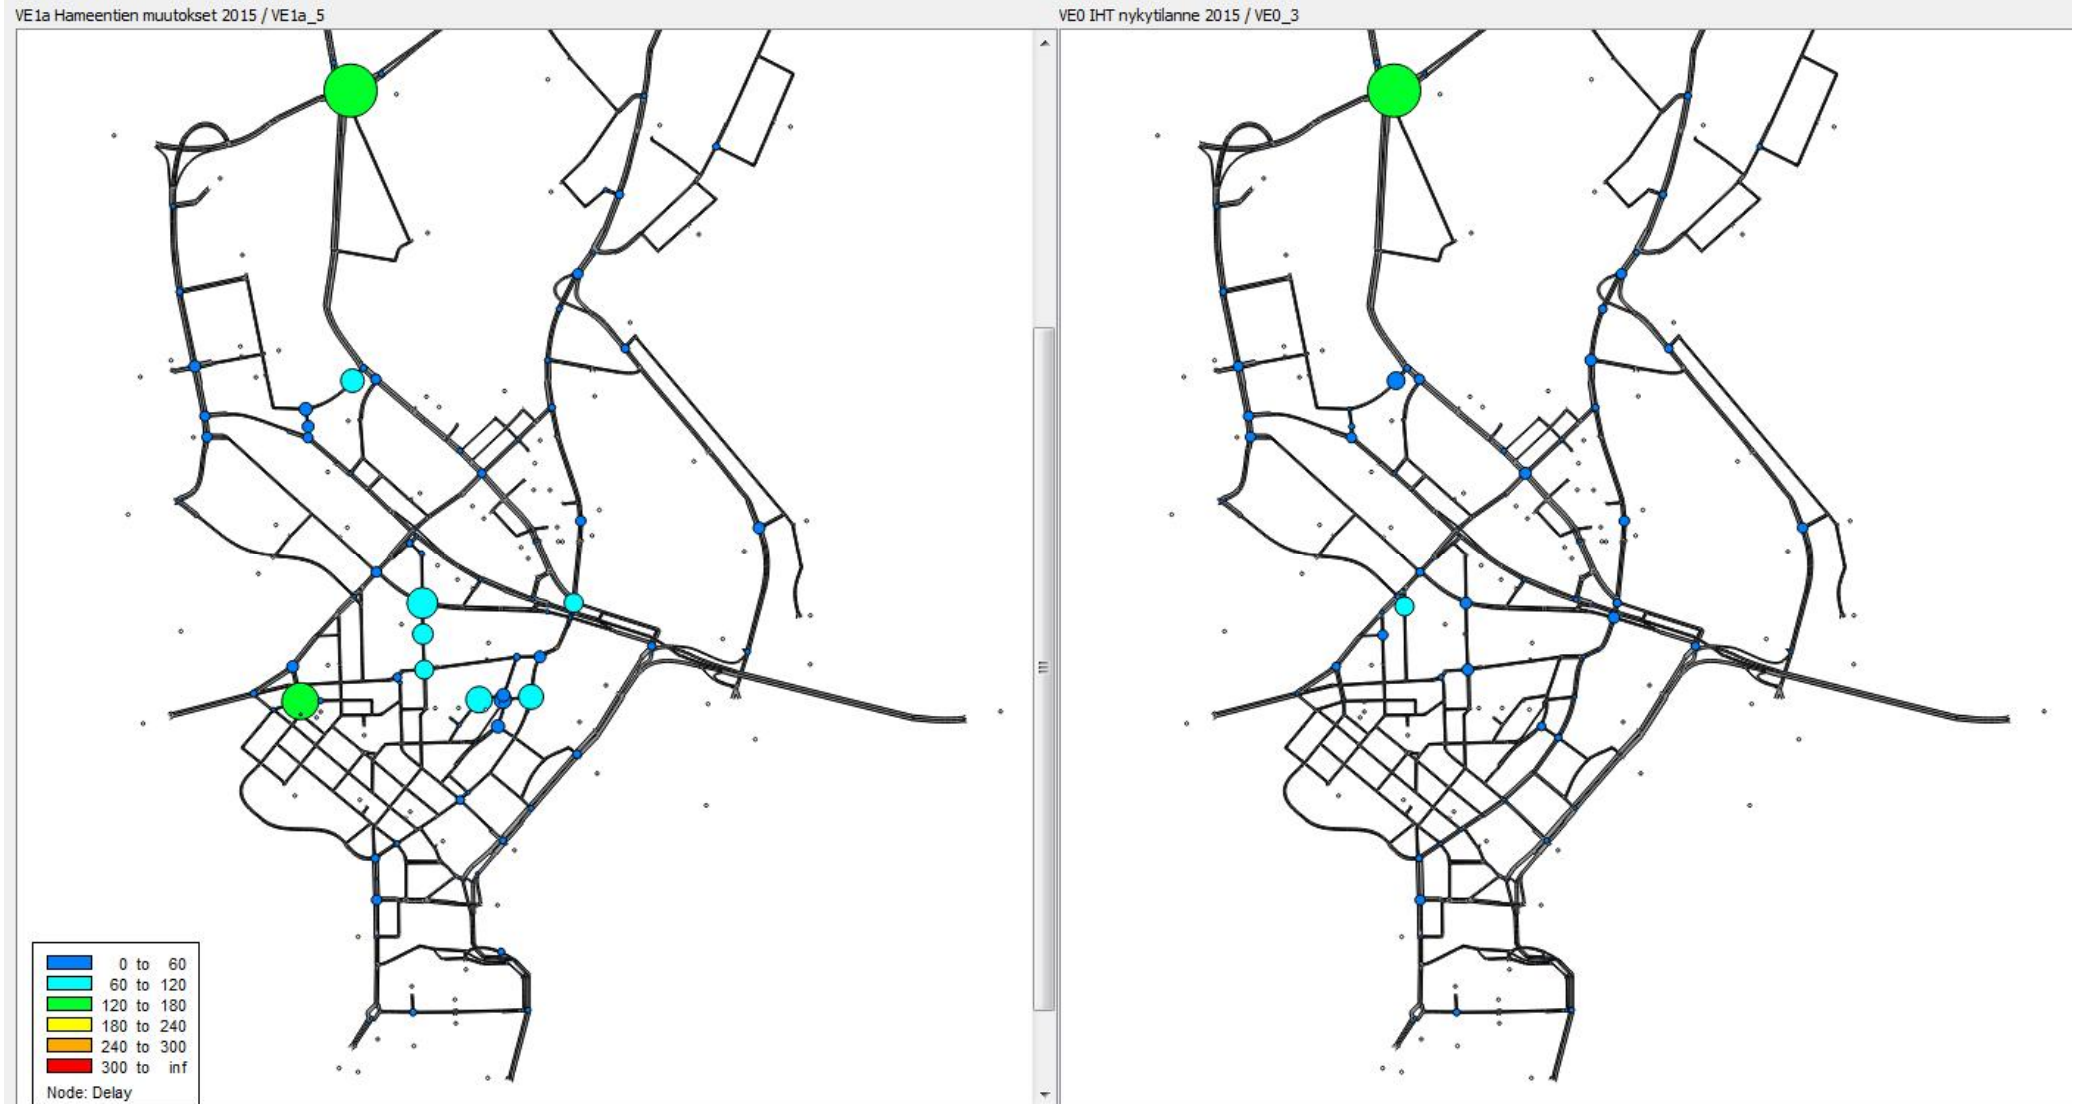 VE1a Hameentien muutokset 2015 / VE1a_5
VE0 IHT nykytilanne 2015 / VE0_3
0 to 60
60 to 120
120 to 180
180 to 240
240 to 300
300 to inf
Node: Delay